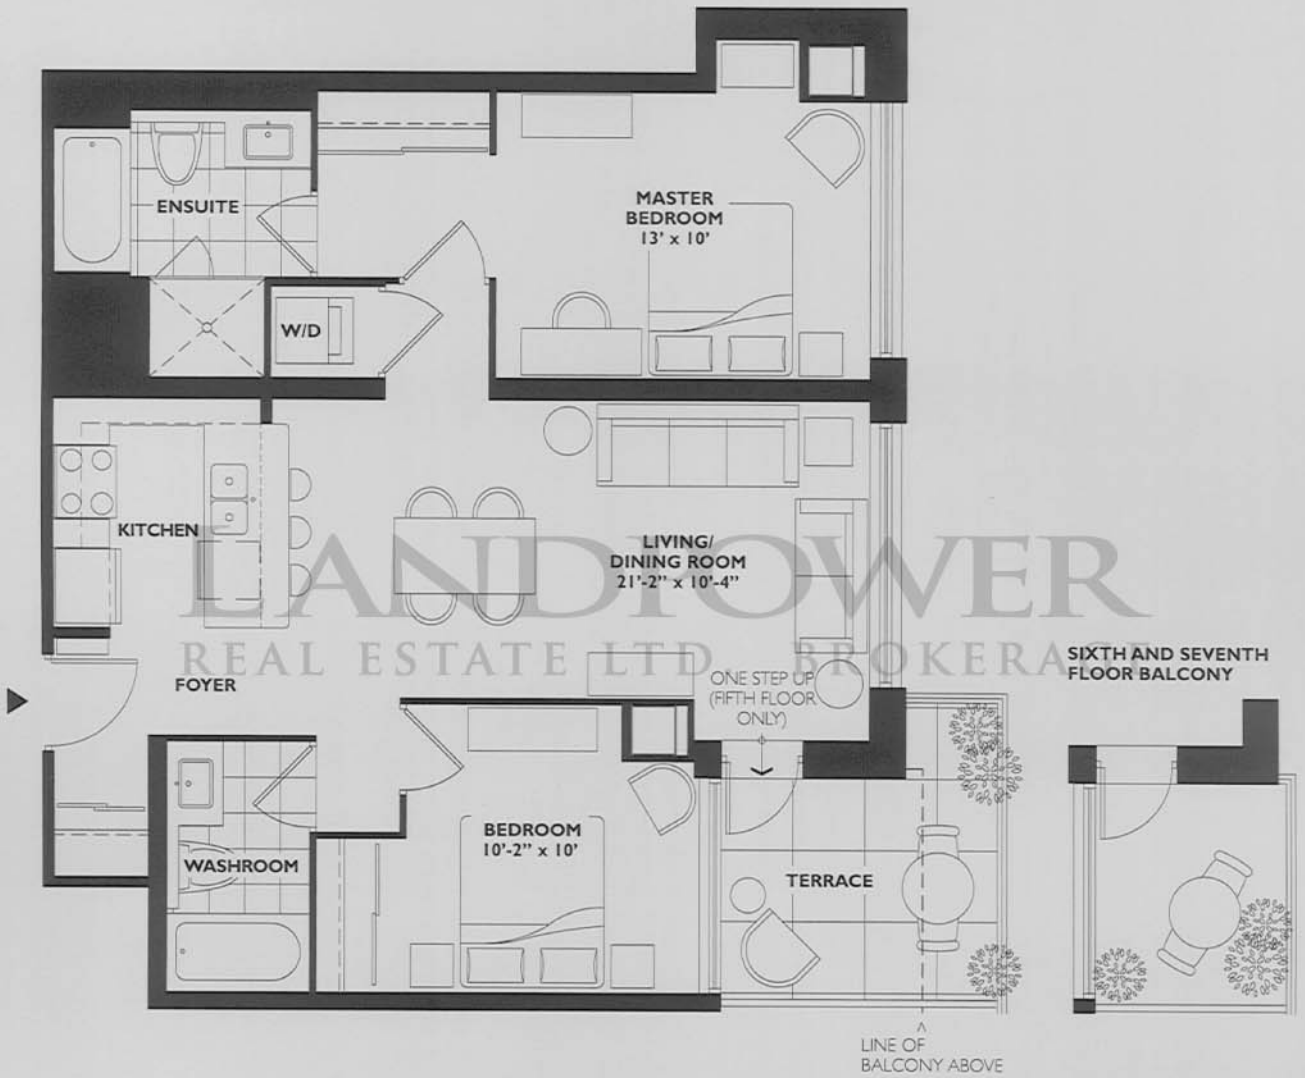 ENSUITE
MASTER
BEDROOM
13' x 10'
W/D
KITCHEN
LIVING/
DINING ROOM
21'-2" x 10'-4"
LANDPOWER
REAL ESTATE LTD. BROKERAGE
SIXTH AND SEVENTH
FLOOR BALCONY
FOYER
ONE STEP UP
(FIFTH FLOOR
ONLY)
BEDROOM
10'-2" x 10'
WASHROOM
TERRACE
LINE OF
BALCONY ABOVE